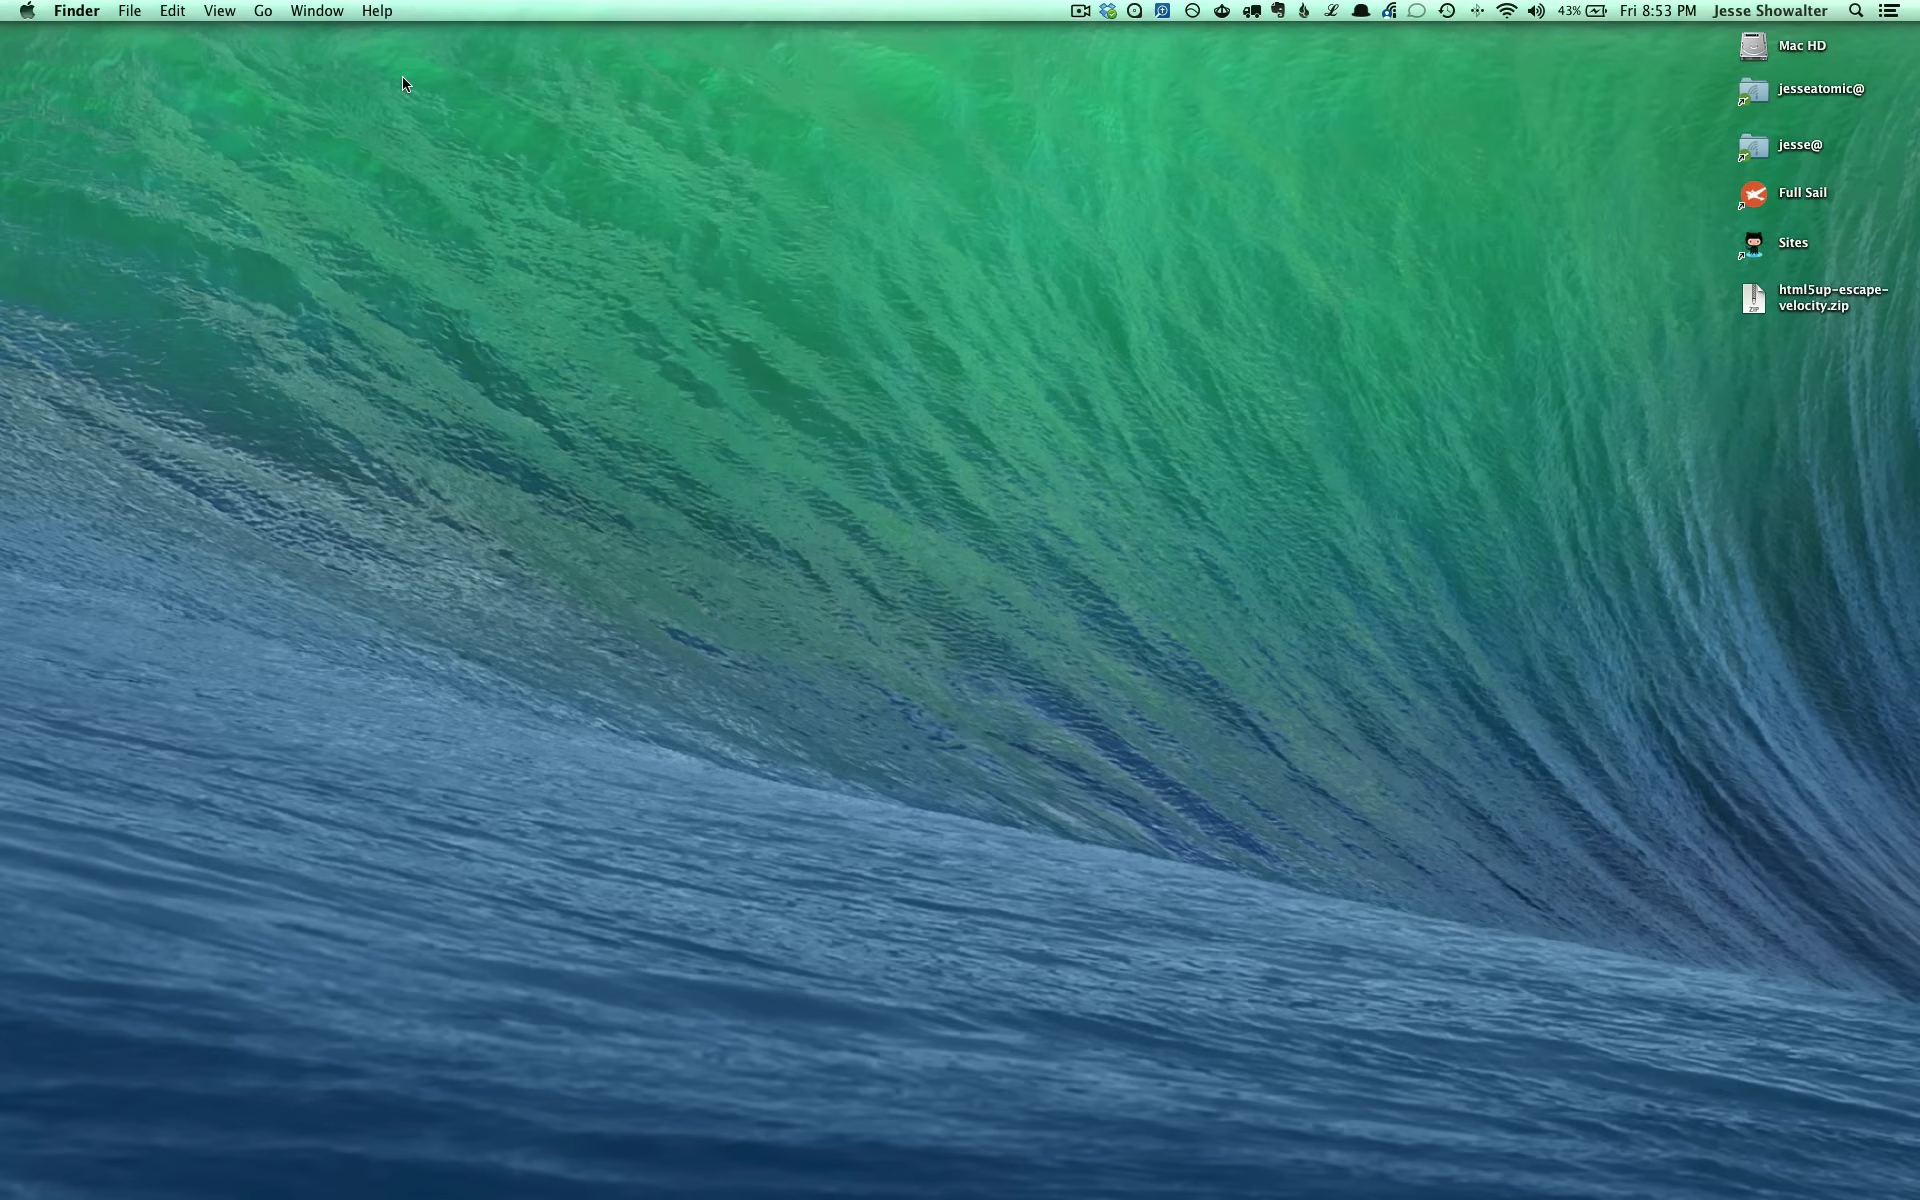 Finder File Edit View Go Window Help 43% Fri 8:53 PM Jesse Showalter
Mac HD
jesseatomic@
jesse@
Full Sail
Sites
html5up-escape-
velocity.zip
ZIP